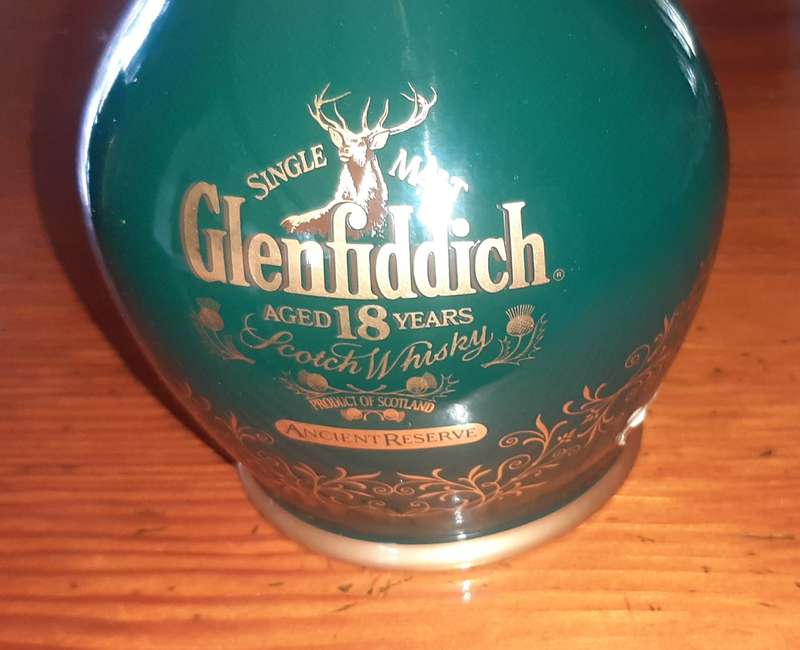 SINGLE MALT
Glenfiddich®
AGED 18 YEARS
Scotch Whisky
PRODUCT OF SCOTLAND
ANCIENT RESERVE